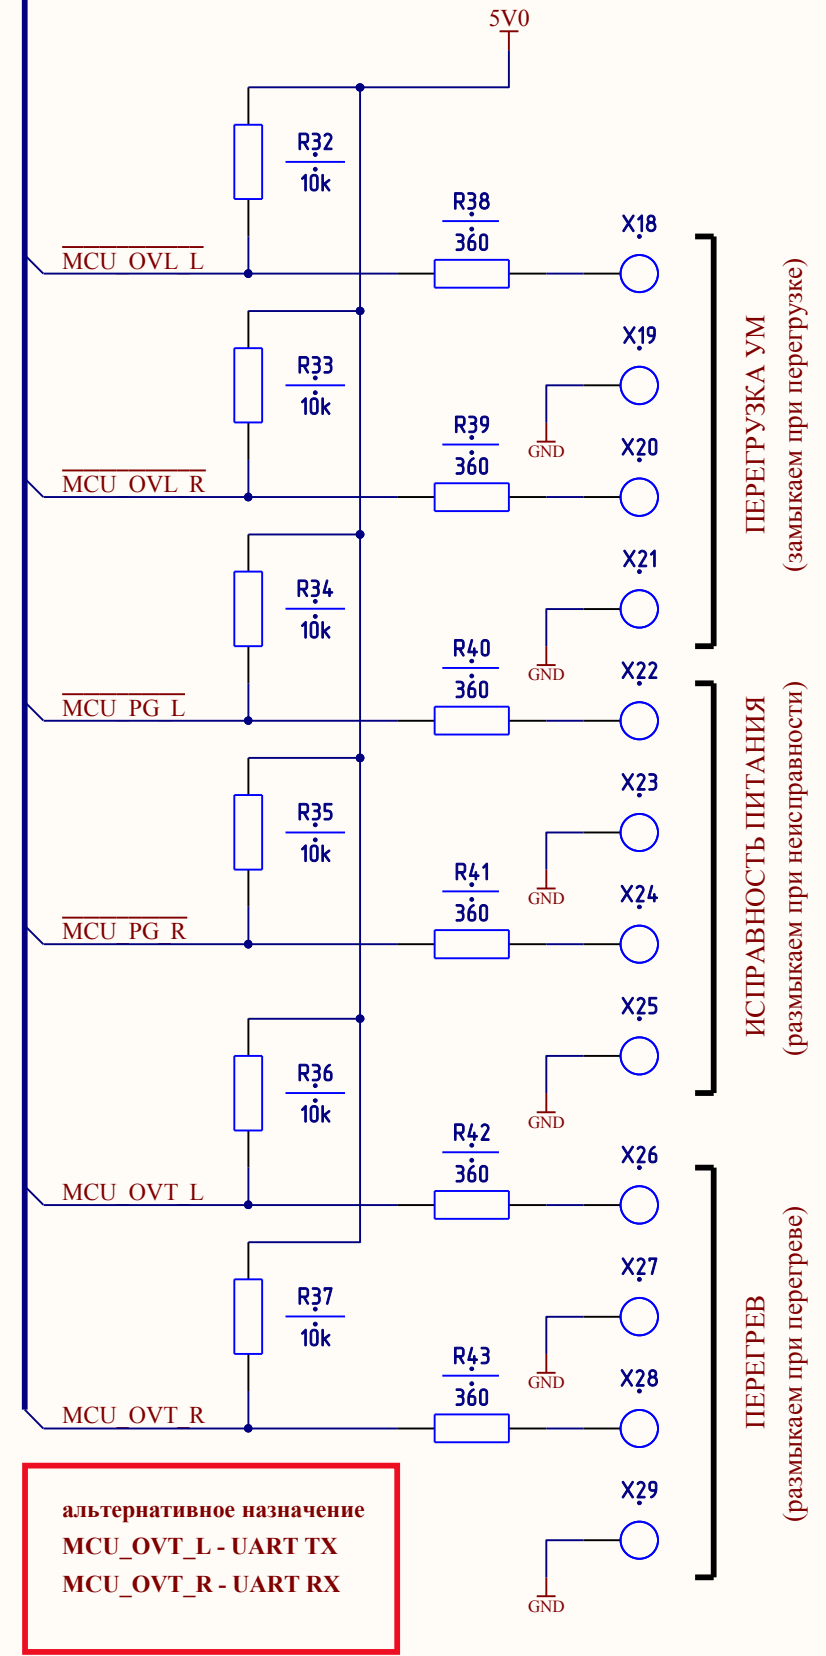 5V0
R32
10k
R38
360
X18
MCU_OVL_L
X19
R33
10k
R39
360
GND
X20
MCU_OVL_R
X21
R34
10k
R40
360
GND
X22
MCU_PG_L
X23
R35
10k
R41
360
GND
X24
MCU_PG_R
X25
R36
10k
GND
R42
360
X26
MCU_OVT_L
X27
R37
10k
R43
360
GND
X28
MCU_OVT_R
X29
GND
ПЕРЕГРУЗКА УМ
(замыкаем при перегрузке)
ИСПРАВНОСТЬ ПИТАНИЯ
(размыкаем при неисправности)
ПЕРЕГРЕВ
(размыкаем при перегреве)
альтернативное назначение
MCU_OVT_L - UART TX
MCU_OVT_R - UART RX